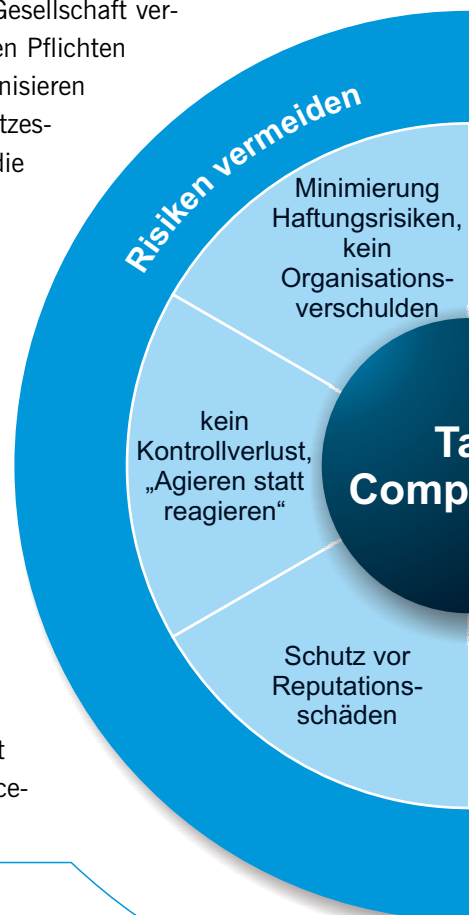 Gesellschaft ver-
en Pflichten
nisieren
tzes-
die
Risiken vermeiden
Minimierung
Haftungsrisiken,
kein
Organisations-
verschulden
kein
Kontrollverlust,
„Agieren statt
reagieren“
Ta
Comp
Schutz vor
Reputations-
schäden
t
ce-